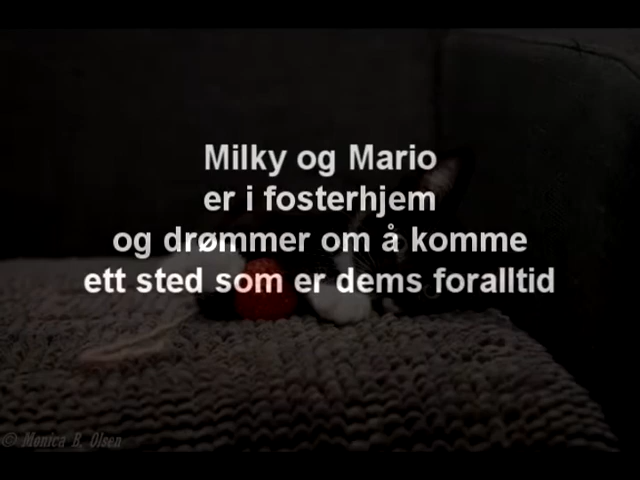 Milky og Mario
er i fosterhjem
og drømmer om å komme
ett sted som er dems foralltid
© Monica B. Olsen